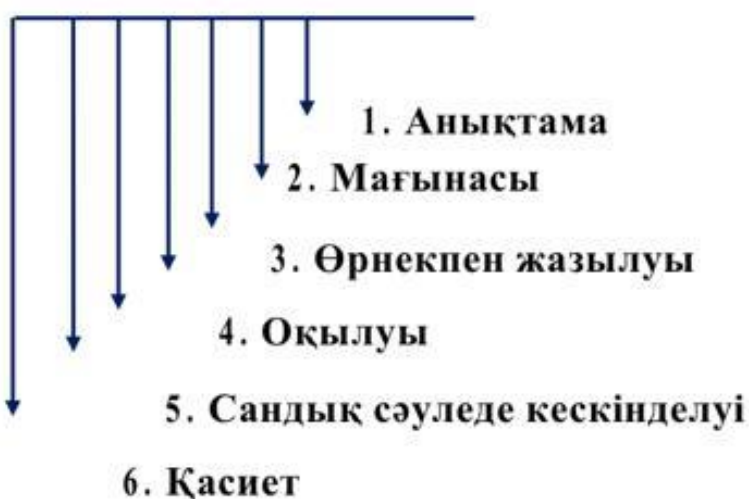 1. Анықтама
2. Мағынасы
3. Өрнекпен жазылуы
4. Оқылуы
5. Сандық сәуледе кескінделуі
6. Қасиет